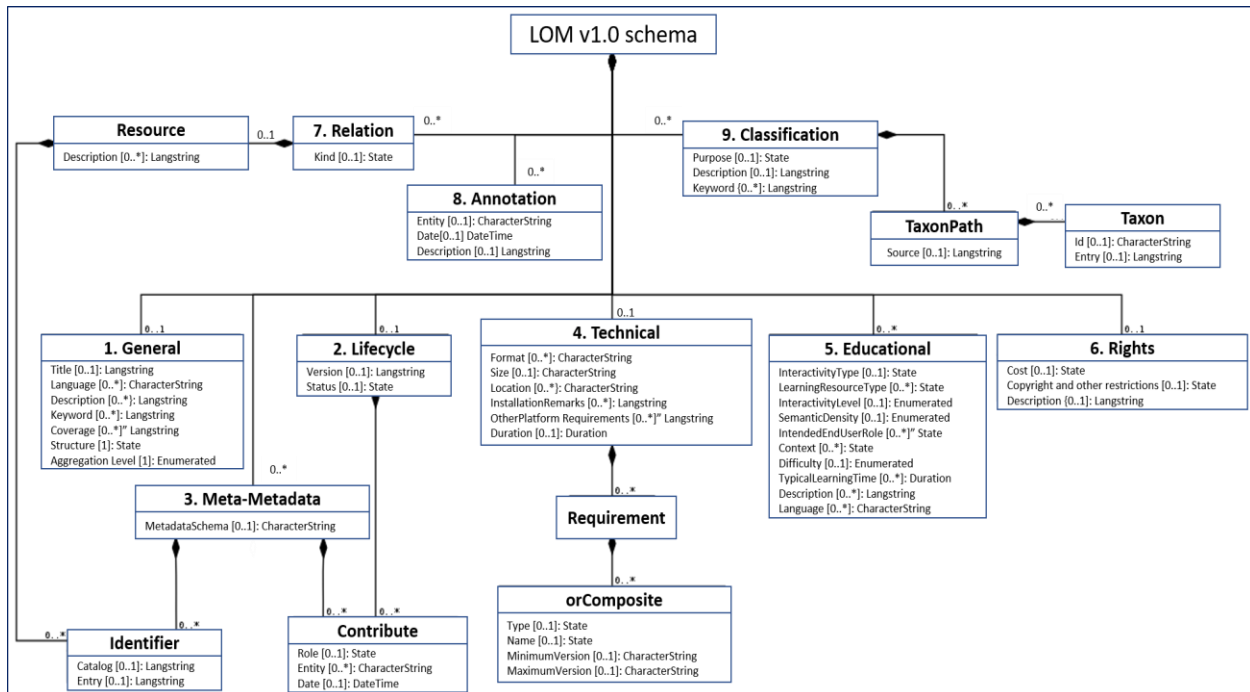 LOM v1.0 schema
Resource
Description [0..*]: Langstring
0..1
7. Relation
Kind [0..1]: State
0..*
0..*
9. Classification
Purpose [0..1]: State
Description [0..1]: Langstring
Keyword {0..*]: Langstring
0..*
8. Annotation
Entity [0..1]: CharacterString
Date[0..1] DateTime
Description [0..1] Langstring
0..*
TaxonPath
Source [0..1]: Langstring
0..*
Taxon
Id [0..1]: CharacterString
Entry [0..1]: Langstring
0..1
1. General
Title [0..1]: Langstring
Language [0..*]: CharacterString
Description [0..*}: Langstring
Keyword [0..*]: Langstring
Coverage [0..*]” Langstring
Structure [1]: State
Aggregation Level [1]: Enumerated
0..1
2. Lifecycle
Version [0..1]: Langstring
Status [0..1]: State
0..1
4. Technical
Format [0..*]: CharacterString
Size [0..1]: CharacterString
Location [0..*}: CharacterString
InstallationRemarks [0..*]: Langstring
OtherPlatform Requirements [0..*]” Langstring
Duration [0..1]: Duration
0..*
5. Educational
InteractivityType [0..1]: State
LearningResourceType [0..*]: State
InteractivityLevel [0..1]: Enumerated
SemanticDensity [0..1]: Enumerated
IntendedEndUserRole [0..*]” State
Context [0..*]: State
Difficulty [0..1]: Enumerated
TypicalLearningTime [0..*]: Duration
Description [0..*]: Langstring
Language [0..*]: CharacterString
0..1
6. Rights
Cost [0..1]: State
Copyright and other restrictions [0..1]: State
Description {0..1]: Langstring
0..*
3. Meta-Metadata
MetadataSchema [0..1]: CharacterString
0..*
Requirement
0..*
orComposite
Type [0..1]: State
Name [0..1]: State
MinimumVersion [0..1]: CharacterString
MaximumVersion [0..1]: CharacterString
0..*
0..*
Identifier
Catalog [0..1]: Langstring
Entry [0..1]: Langstring
0..*
0..*
Contribute
Role [0..1]: State
Entity [0..*]: CharacterString
Date [0..1]: DateTime